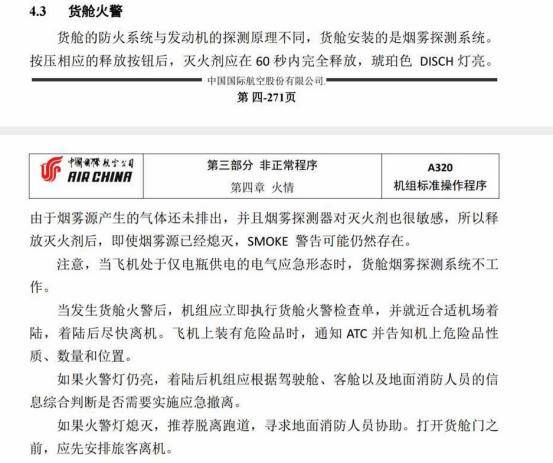 4.3 货舱火警
货舱的防火系统与发动机的探测原理不同，货舱安装的是烟雾探测系统。
按压相应的释放按钮后，灭火剂应在 60 秒内完全释放，琥珀色 DISCH 灯亮。
中国国际航空股份有限公司.
第 四-271页
中国国际航空公司
AIR CHINA
第三部分 非正常程序
第四章 火情
A320
机组标准操作程序
由于烟雾源产生的气体还未排出，并且烟雾探测器对灭火剂也很敏感，所以释
放灭火剂后，即使烟雾源已经熄灭，SMOKE 警告可能仍然存在。
注意，当飞机处于仅电瓶供电的电气应急形态时，货舱烟雾探测系统不工
作。
当发生货舱火警后，机组应立即执行货舱火警检查单，并就近合适机场着
陆，着陆后尽快离机。飞机上装有危险品时，通知 ATC 并告知机上危险品性
质、数量和位置。
如果火警灯仍亮，着陆后机组应根据驾驶舱、客舱以及地面消防人员的信
息综合判断是否需要实施应急撤离。
如果火警灯熄灭，推荐脱离跑道，寻求地面消防人员协助。打开货舱门之
前，应先安排旅客离机。